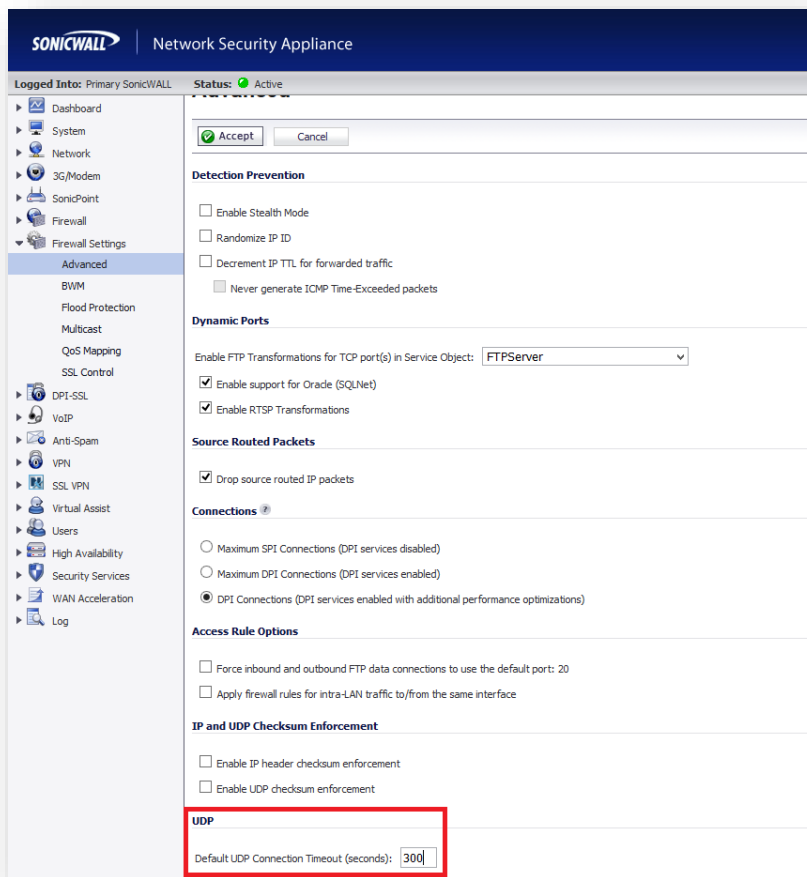 SONICWALL | Network Security Appliance
Logged Into: Primary SonicWALL Status: Active
Advanced
Accept Cancel
Dashboard
System
Network
3G/Modem
SonicPoint
Firewall
Firewall Settings
Advanced
BWM
Flood Protection
Multicast
QoS Mapping
SSL Control
DPI-SSL
VoIP
Anti-Spam
VPN
SSL VPN
Virtual Assist
Users
High Availability
Security Services
WAN Acceleration
Log
Detection Prevention
Enable Stealth Mode
Randomize IP ID
Decrement IP TTL for forwarded traffic
Never generate ICMP Time-Exceeded packets
Dynamic Ports
Enable FTP Transformations for TCP port(s) in Service Object: FTPServer
Enable support for Oracle (SQLNet)
Enable RTSP Transformations
Source Routed Packets
Drop source routed IP packets
Connections ?
Maximum SPI Connections (DPI services disabled)
Maximum DPI Connections (DPI services enabled)
DPI Connections (DPI services enabled with additional performance optimizations)
Access Rule Options
Force inbound and outbound FTP data connections to use the default port: 20
Apply firewall rules for intra-LAN traffic to/from the same interface
IP and UDP Checksum Enforcement
Enable IP header checksum enforcement
Enable UDP checksum enforcement
UDP
Default UDP Connection Timeout (seconds): 300